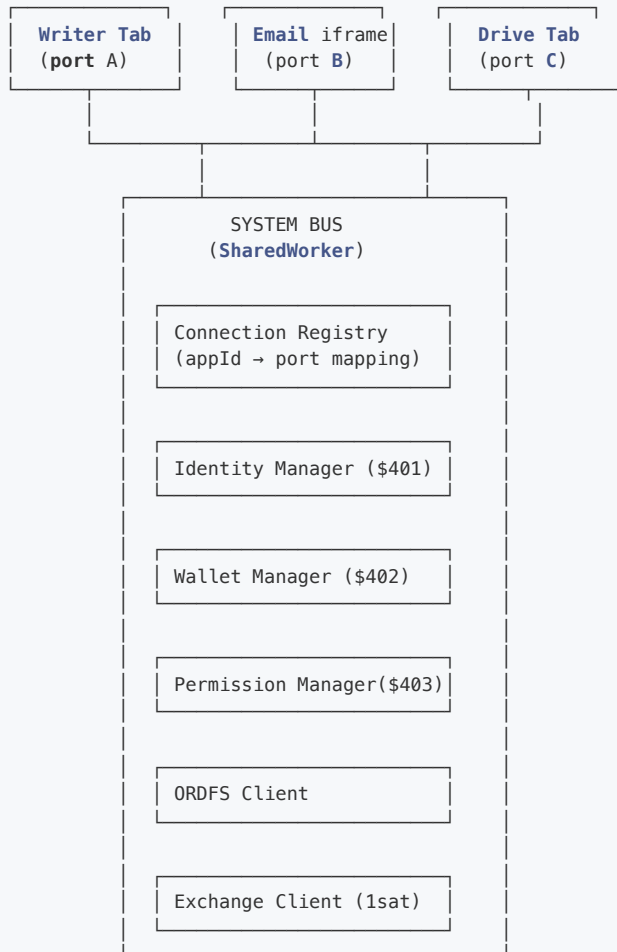 Writer Tab Email iframe Drive Tab
(port A) (port B) (port C)
SYSTEM BUS
(SharedWorker)
Connection Registry
(appId → port mapping)
Identity Manager ($401)
Wallet Manager ($402)
Permission Manager($403)
ORDFS Client
Exchange Client (1sat)